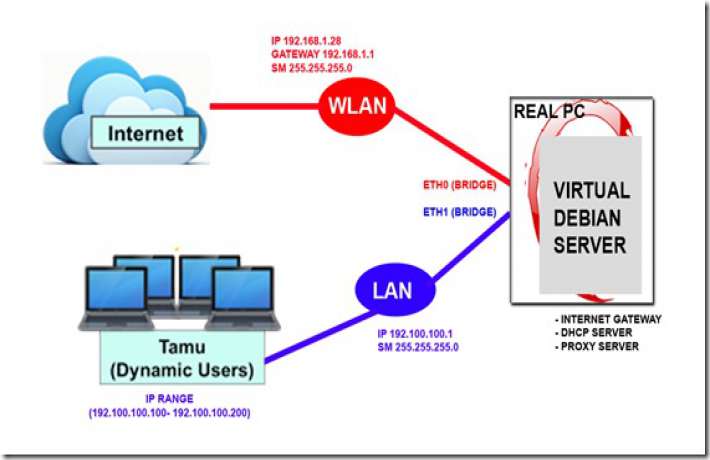 IP 192.168.1.28
GATEWAY 192.168.1.1
SM 255.255.255.0
Internet
WLAN
REAL PC
ETH0 (BRIDGE)
ETH1 (BRIDGE)
VIRTUAL
DEBIAN
SERVER
LAN
- INTERNET GATEWAY
- DHCP SERVER
- PROXY SERVER
IP 192.100.100.1
SM 255.255.255.0
Tamu
(Dynamic Users)
IP RANGE
(192.100.100.100- 192.100.100.200)